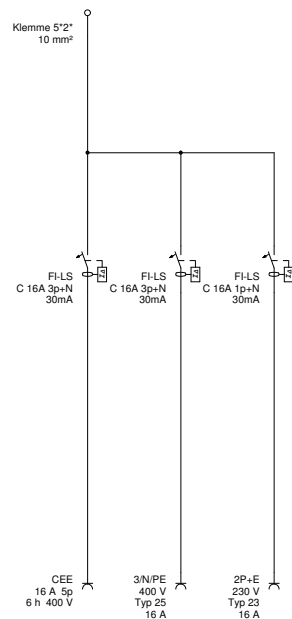 Klemme 5*2*
10 mm²
FI-LS
C 16A 3p+N
30mA
FI-LS
C 16A 3p+N
30mA
FI-LS
C 16A 1p+N
30mA
CEE
16 A 5p
6 h 400 V
3/N/PE
400 V
Typ 25
16 A
2P+E
230 V
Typ 23
16 A